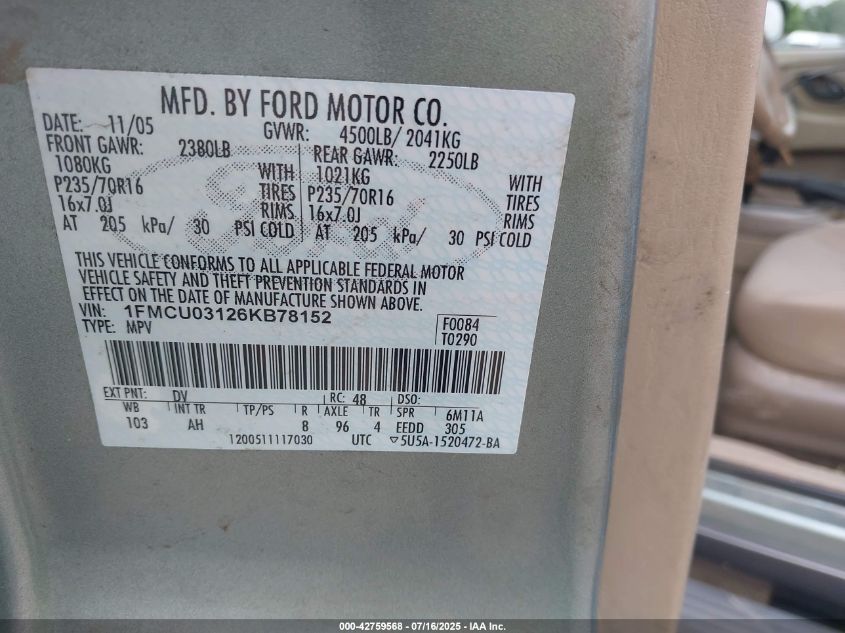 MFD. BY FORD MOTOR CO.
DATE: 11/05 GVWR: 4500LB/ 2041KG
FRONT GAWR: 2380LB REAR GAWR: 2250LB
1080KG WITH 1021KG WITH
P235/70R16 TIRES P235/70R16 TIRES
16x7.0J RIMS 16x7.0J RIMS
AT 205 kPa/ 30 PSI COLD AT 205 kPa/ 30 PSI COLD
Ford
THIS VEHICLE CONFORMS TO ALL APPLICABLE FEDERAL MOTOR
VEHICLE SAFETY AND THEFT PREVENTION STANDARDS IN
EFFECT ON THE DATE OF MANUFACTURE SHOWN ABOVE.
VIN: 1FMCU03126KB78152
TYPE: MPV
F0084
T0290
EXT PNT: DV RC: 48 DSO:
WB INT TR TP/PS R AXLE TR SPR 6M11A
103 AH 8 96 4 EEDD 305
1200511117030 UTC ▽5U5A-1520472-BA
000-42759568 - 07/16/2025 - IAA Inc.